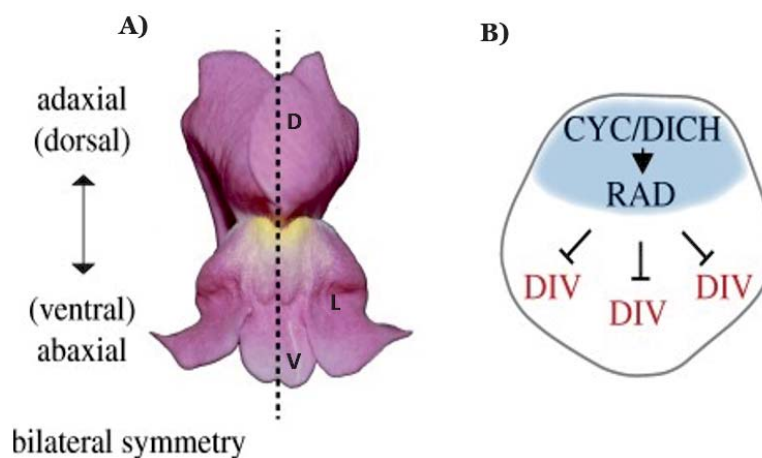 A)
adaxial
(dorsal)
(ventral)
abaxial
D
L
V
bilateral symmetry
B)
CYC/DICH
RAD
DIV
DIV
DIV